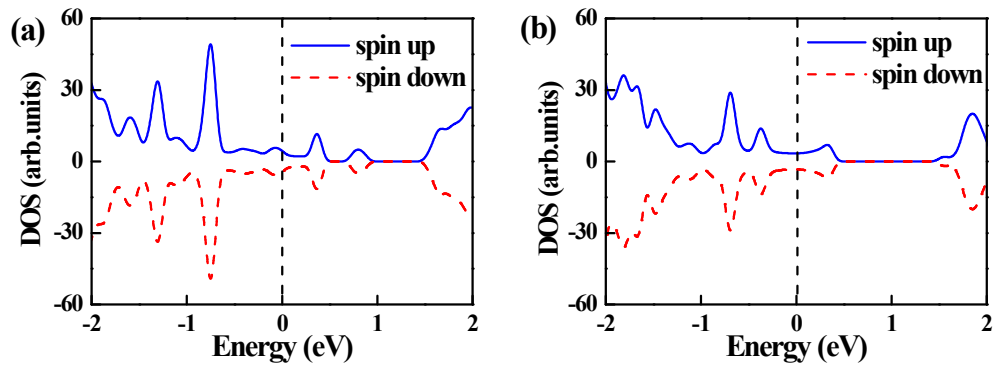 (a)
60
30
0
-30
-60
DOS (arb.units)
spin up
spin down
-2
-1
0
1
2
Energy (eV)
(b)
60
30
0
-30
-60
DOS (arb.units)
spin up
spin down
-2
-1
0
1
2
Energy (eV)